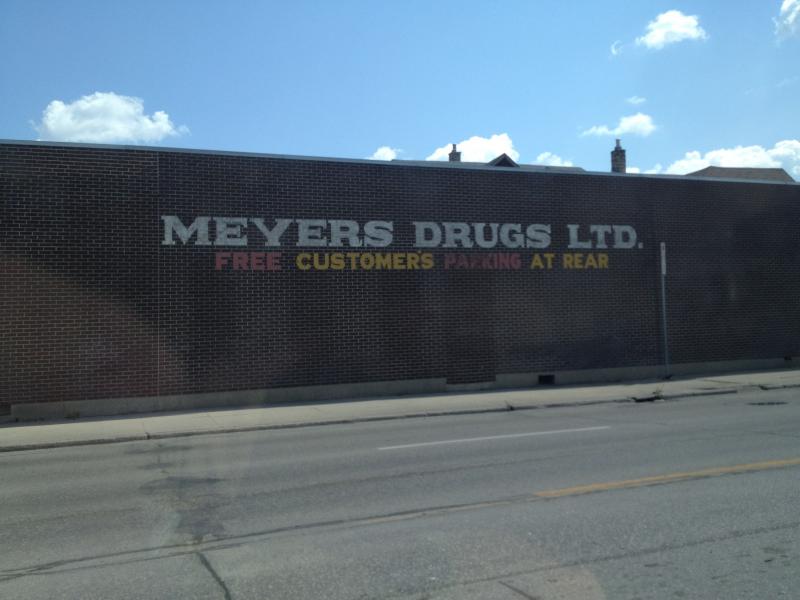 MEYERS DRUGS LTD.
FREE CUSTOMERS PARKING AT REAR